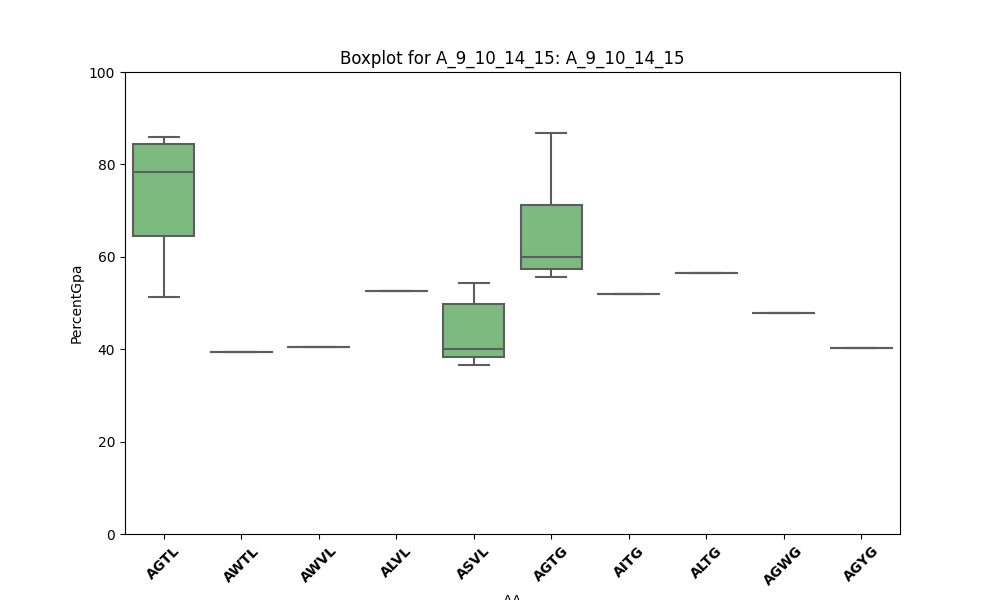 Boxplot for A_9_10_14_15: A_9_10_14_15
100
80
60
40
20
0
PercentGpa
AGTL
AWTL
AWVL
ALVL
ASVL
AGTG
AITG
ALTG
AGWG
AGYG
AA